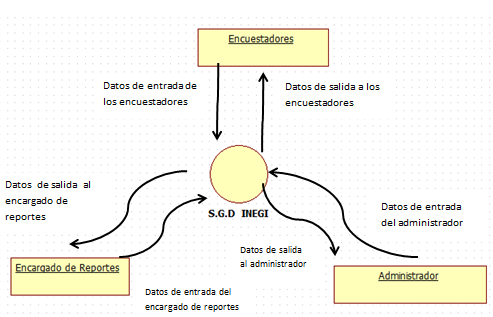 Encuestadores
Datos de entrada de
los encuestadores
Datos de salida a los
encuestadores
Datos de salida al
encargado de
reportes
S.G.D INEGI
Datos de entrada
del administrador
Datos de salida
al administrador
Encargado de Reportes
Administrador
Datos de entrada del
encargado de reportes